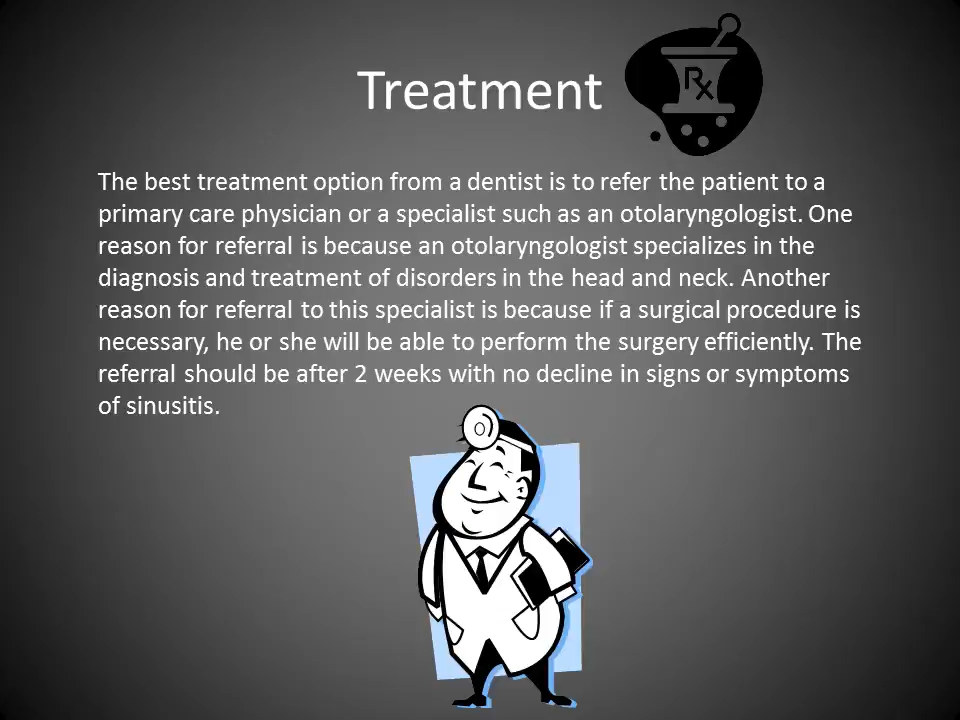 Treatment
Rx
The best treatment option from a dentist is to refer the patient to a
primary care physician or a specialist such as an otolaryngologist. One
reason for referral is because an otolaryngologist specializes in the
diagnosis and treatment of disorders in the head and neck. Another
reason for referral to this specialist is because if a surgical procedure is
necessary, he or she will be able to perform the surgery efficiently. The
referral should be after 2 weeks with no decline in signs or symptoms
of sinusitis.